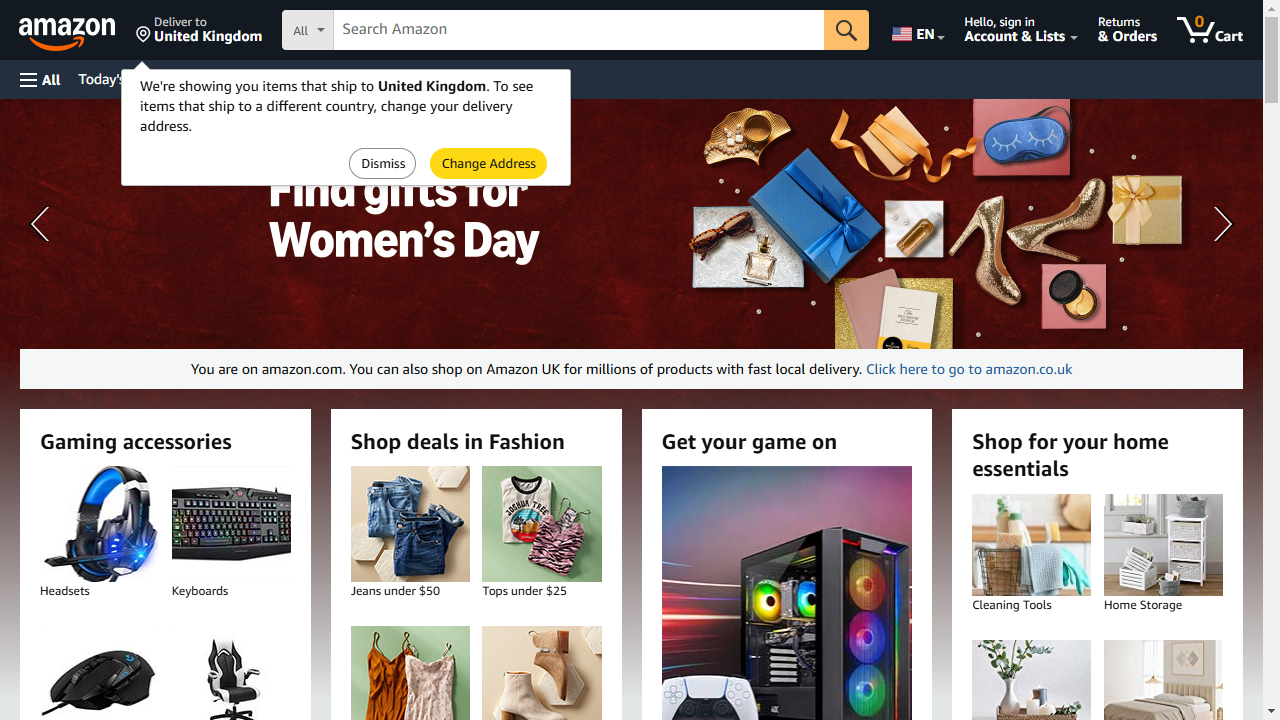 amazon
Deliver to
United Kingdom
All
Search Amazon
EN
Hello, sign in
Account & Lists
Returns
& Orders
0
Cart
All
Today's
We're showing you items that ship to United Kingdom. To see
items that ship to a different country, change your delivery
address.
Dismiss
Change Address
Find gifts for
Women's Day
You are on amazon.com. You can also shop on Amazon UK for millions of products with fast local delivery. Click here to go to amazon.co.uk
Gaming accessories
Headsets
Keyboards
Shop deals in Fashion
Jeans under $50
JOSHUA TREE
Tops under $25
Get your game on
Shop for your home
essentials
Cleaning Tools
Home Storage